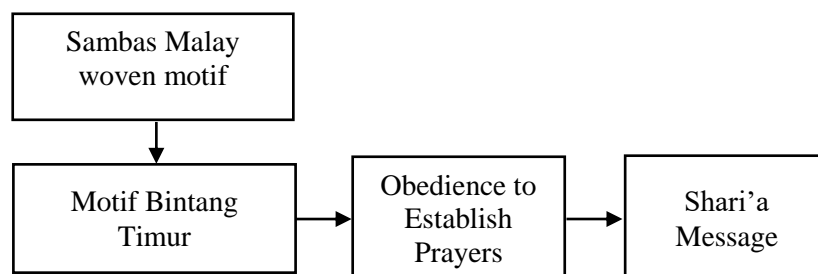 Sambas Malay
woven motif
Motif Bintang
Timur
Obedience to
Establish
Prayers
Shari’a
Message